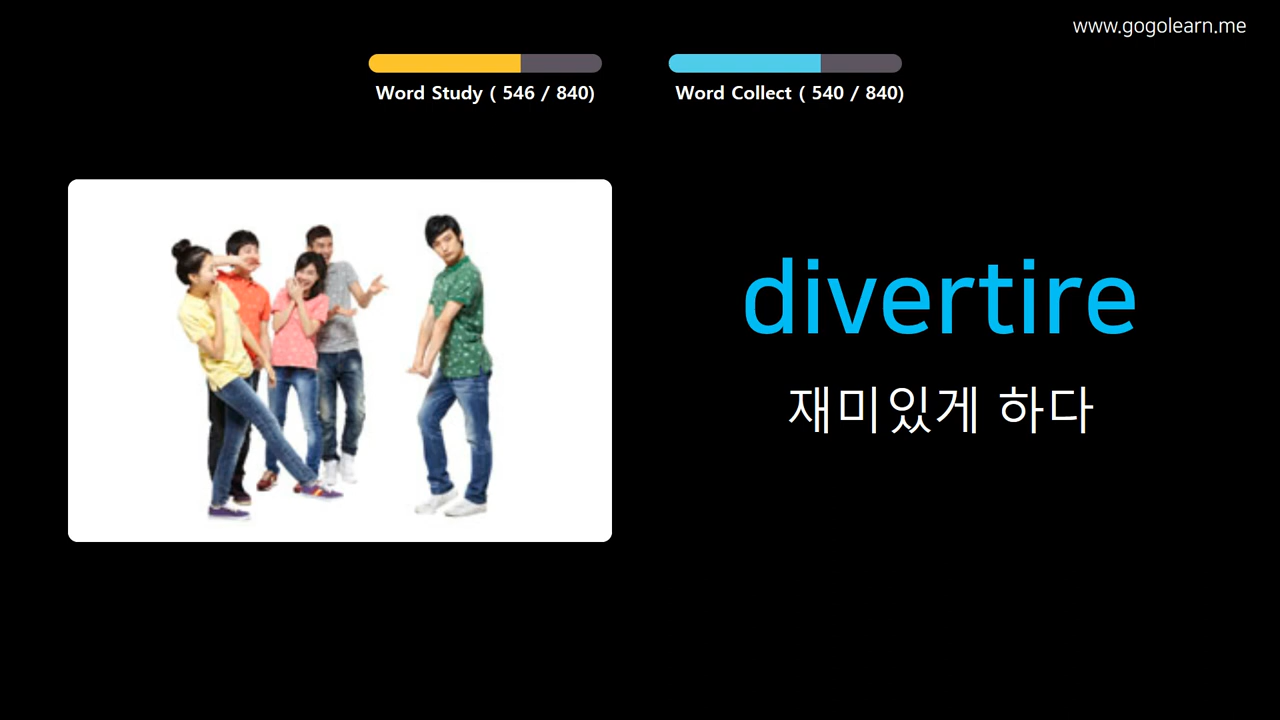 www.gogolearn.me
Word Study ( 546 / 840)
Word Collect ( 540 / 840)
divertire
재미있게 하다